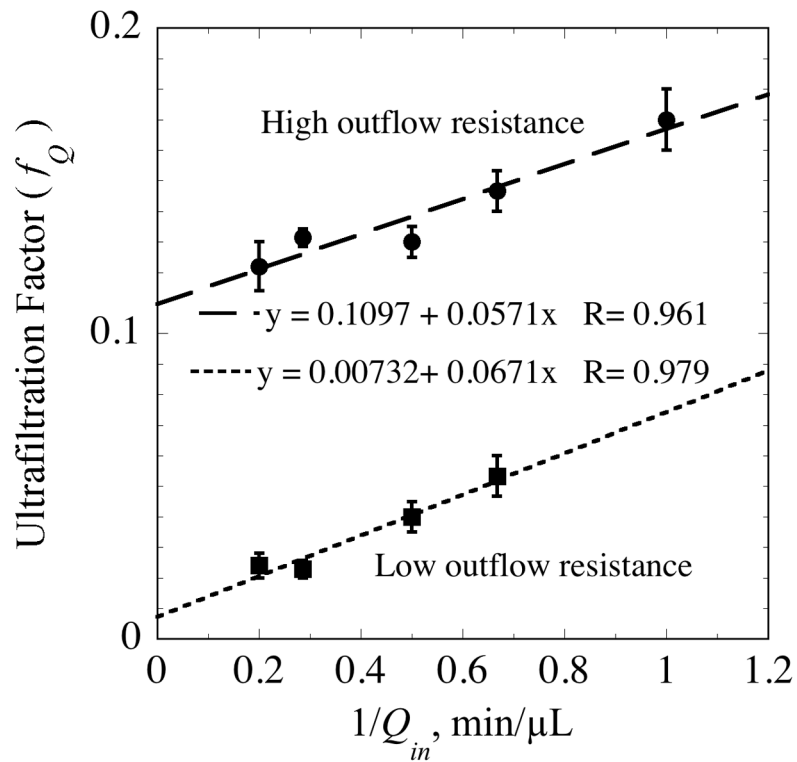 0.2
High outflow resistance
Ultrafiltration Factor ( f_Q )
0.1
y = 0.1097 + 0.0571x R= 0.961
y = 0.00732+ 0.0671x R= 0.979
Low outflow resistance
0
0 0.2 0.4 0.6 0.8 1 1.2
1/Q_in, min/µL